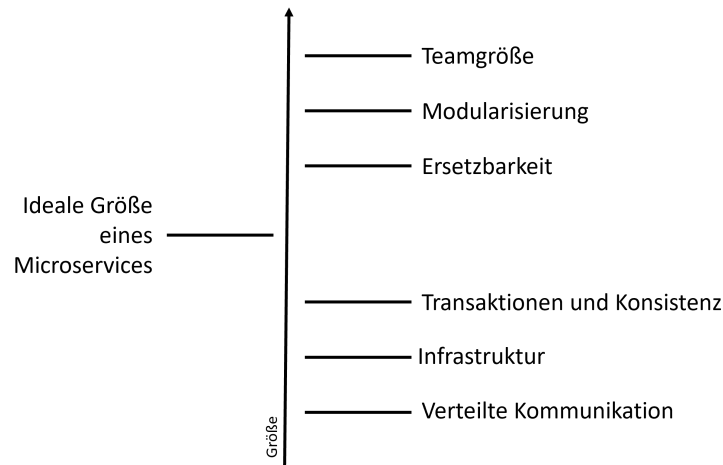 Teamgröße
Modularisierung
Ersetzbarkeit
Ideale Größe
eines
Microservices
Transaktionen und Konsistenz
Infrastruktur
Verteilte Kommunikation
Größe